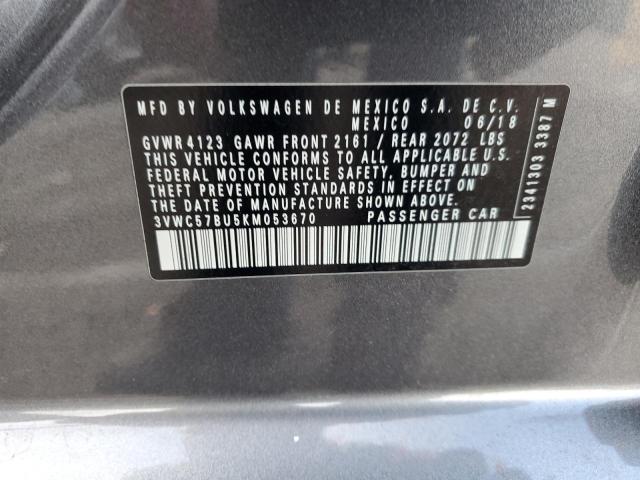 MFD BY VOLKSWAGEN DE MEXICO S.A. DE C.V.
MEXICO 06/18
GVWR 4123 GAWR FRONT 2161 / REAR 2072 LBS
THIS VEHICLE CONFORMS TO ALL APPLICABLE U.S.
FEDERAL MOTOR VEHICLE SAFETY, BUMPER AND
THEFT PREVENTION STANDARDS IN EFFECT ON
THE DATE OF MANUFACTURE SHOWN ABOVE.
3VWC57BU5KM053670 PASSENGER CAR
2341303 3387 M